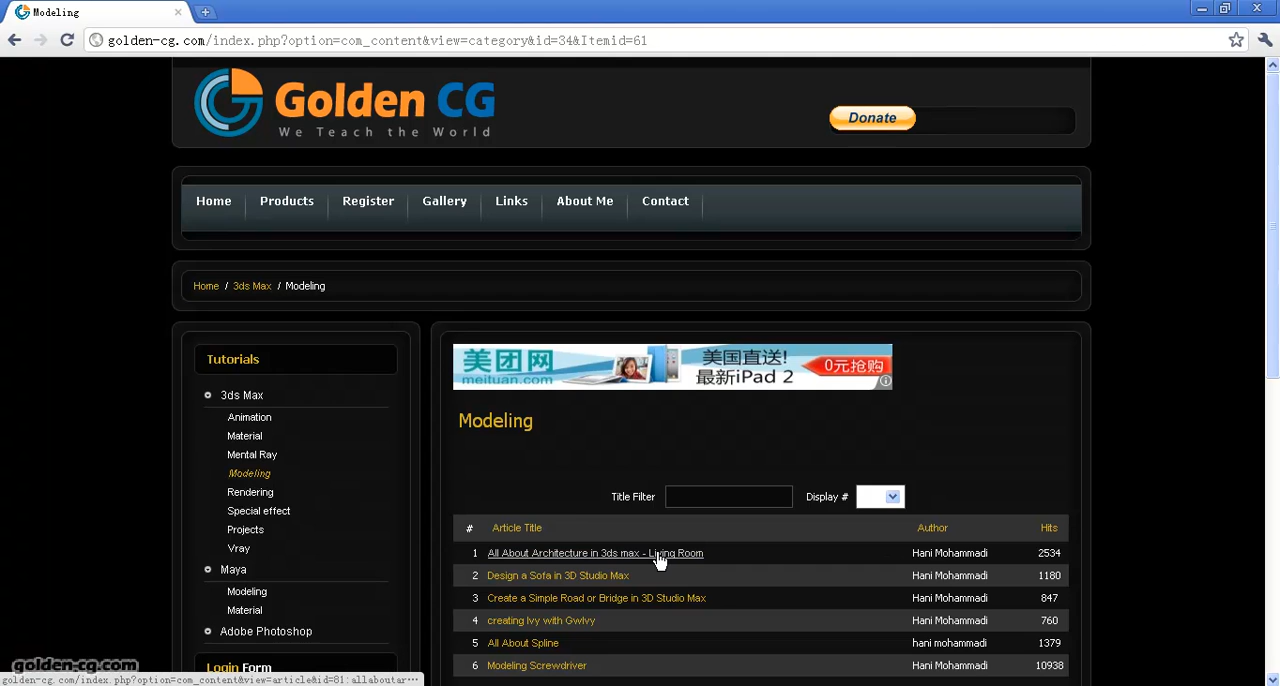 Modeling
golden-cg.com/index.php?option=com_content&view=category&id=34&Itemid=61
Golden CG
We Teach the World
Donate
Home Products Register Gallery Links About Me Contact
Home / 3ds Max / Modeling
Tutorials
3ds Max
Animation
Material
Mental Ray
Modeling
Rendering
Special effect
Projects
Vray
Maya
Modeling
Material
Adobe Photoshop
Login Form
美团网
meituan.com
美国直送!
最新iPad 2
0元抢购
Modeling
Title Filter Display #
# Article Title Author Hits
1 All About Architecture in 3ds max - Living Room Hani Mohammadi 2534
2 Design a Sofa in 3D Studio Max Hani Mohammadi 1180
3 Create a Simple Road or Bridge in 3D Studio Max Hani Mohammadi 847
4 creating Ivy with GwIvy Hani Mohammadi 760
5 All About Spline hani mohammadi 1379
6 Modeling Screwdriver Hani Mohammadi 10938
golden-cg.com
golden-cg.com/index.php?option=com_content&view=article&id=81:allaboutar···